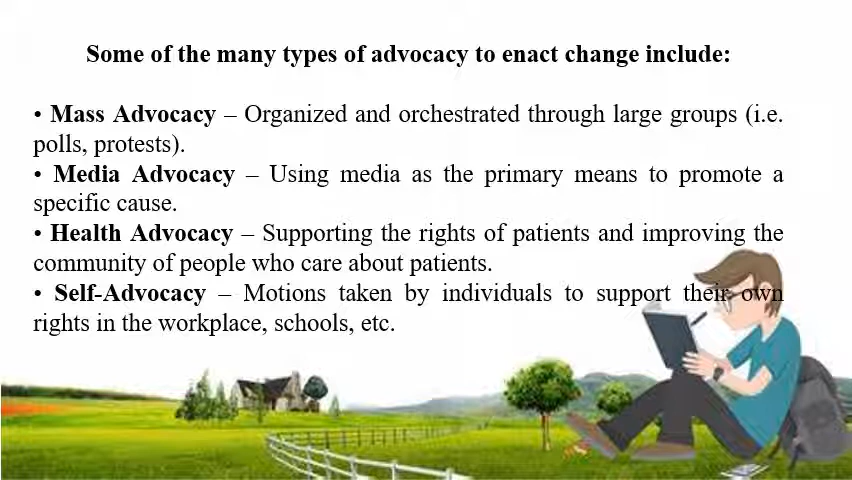 Some of the many types of advocacy to enact change include:
• Mass Advocacy – Organized and orchestrated through large groups (i.e.
polls, protests).
• Media Advocacy – Using media as the primary means to promote a
specific cause.
• Health Advocacy – Supporting the rights of patients and improving the
community of people who care about patients.
• Self-Advocacy – Motions taken by individuals to support their own
rights in the workplace, schools, etc.